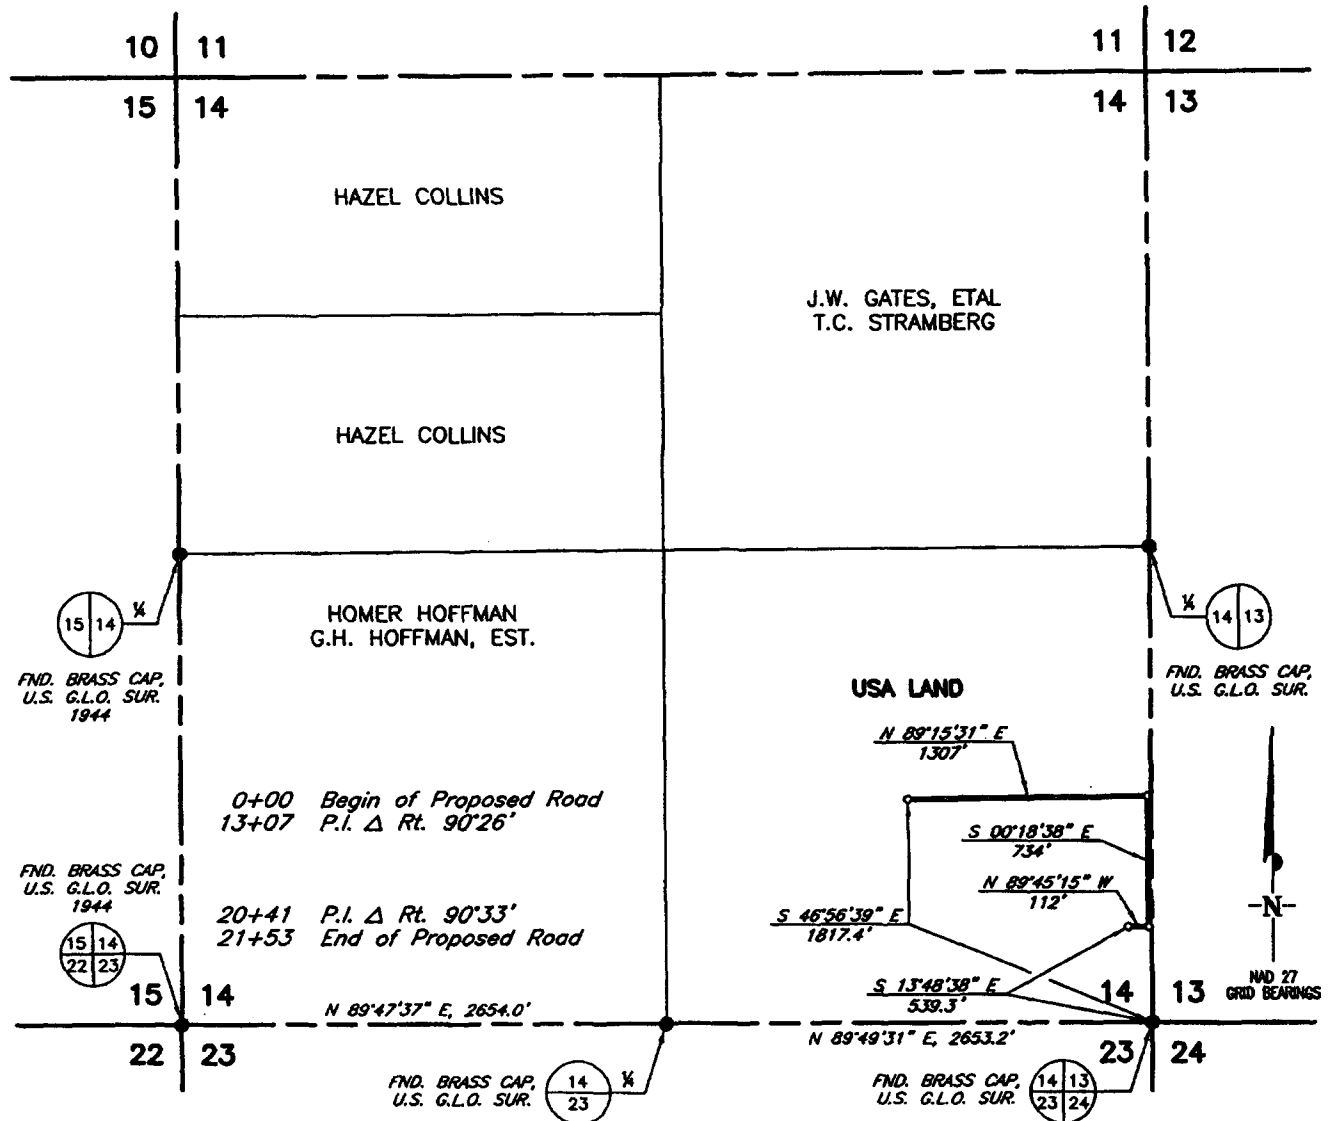 10 11
11 12
15 14
14 13
HAZEL COLLINS
J.W. GATES, ETAL
T.C. STRAMBERG
HAZEL COLLINS
15 14
¼
FND. BRASS CAP,
U.S. G.L.O. SUR.
1944
HOMER HOFFMAN
G.H. HOFFMAN, EST.
¼
14 13
FND. BRASS CAP,
U.S. G.L.O. SUR.
USA LAND
N 89°15'31" E
1307'
0+00 Begin of Proposed Road
13+07 P.I. Δ Rt. 90°26'
S 00°18'38" E
734'
N 89°45'15" W
112'
FND. BRASS CAP,
U.S. G.L.O. SUR.
1944
20+41 P.I. Δ Rt. 90°33'
21+53 End of Proposed Road
S 46°56'39" E
1817.4'
-N-
15 14
22 23
S 13°48'38" E
539.3'
NAD 27
GRID BEARINGS
15 14
14 13
N 89°47'37" E, 2654.0'
N 89°49'31" E, 2653.2'
22 23
23 24
FND. BRASS CAP,
U.S. G.L.O. SUR.
14
23
¼
FND. BRASS CAP,
U.S. G.L.O. SUR.
14 13
23 24